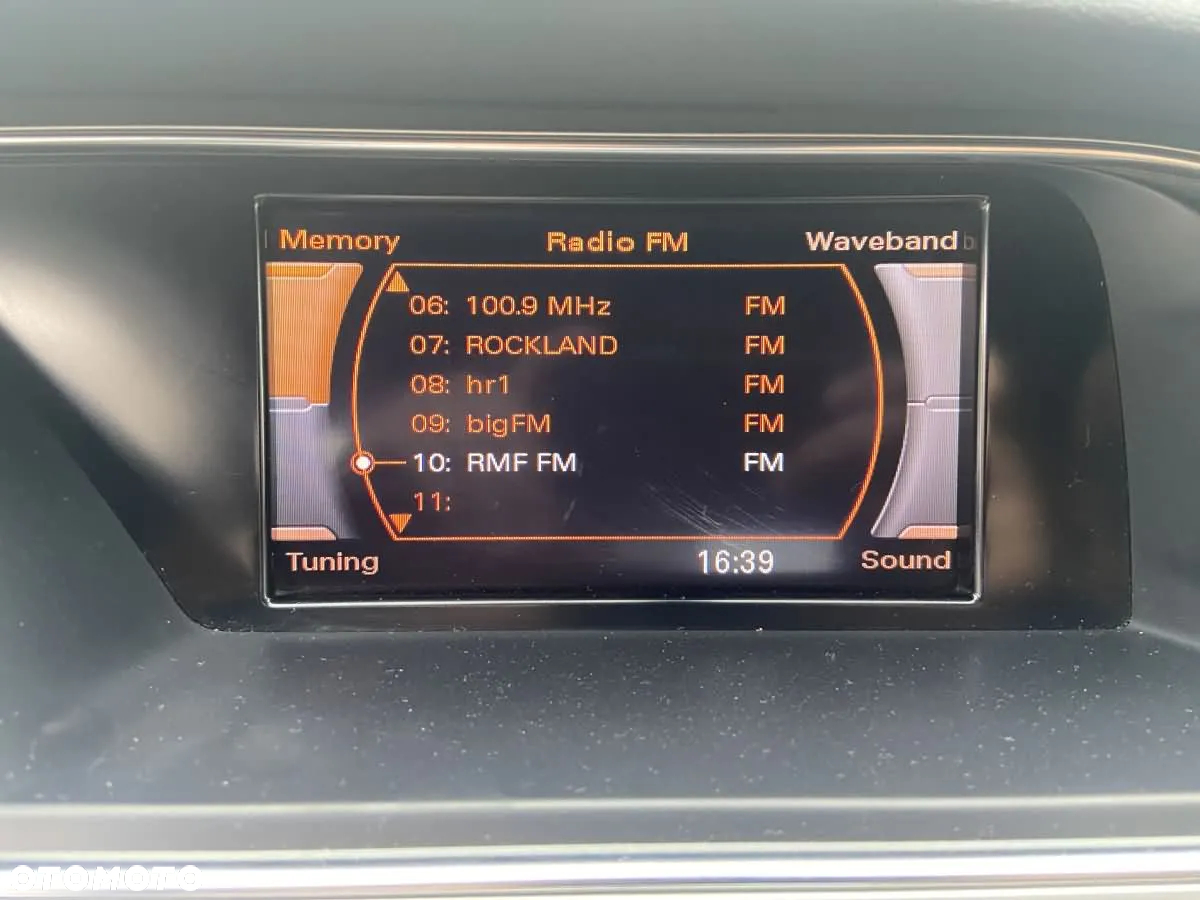 Memory Radio FM Waveband
06: 100.9 MHz FM
07: ROCKLAND FM
08: hr1 FM
09: bigFM FM
10: RMF FM FM
11:
Tuning 16:39 Sound
OTOMOTO